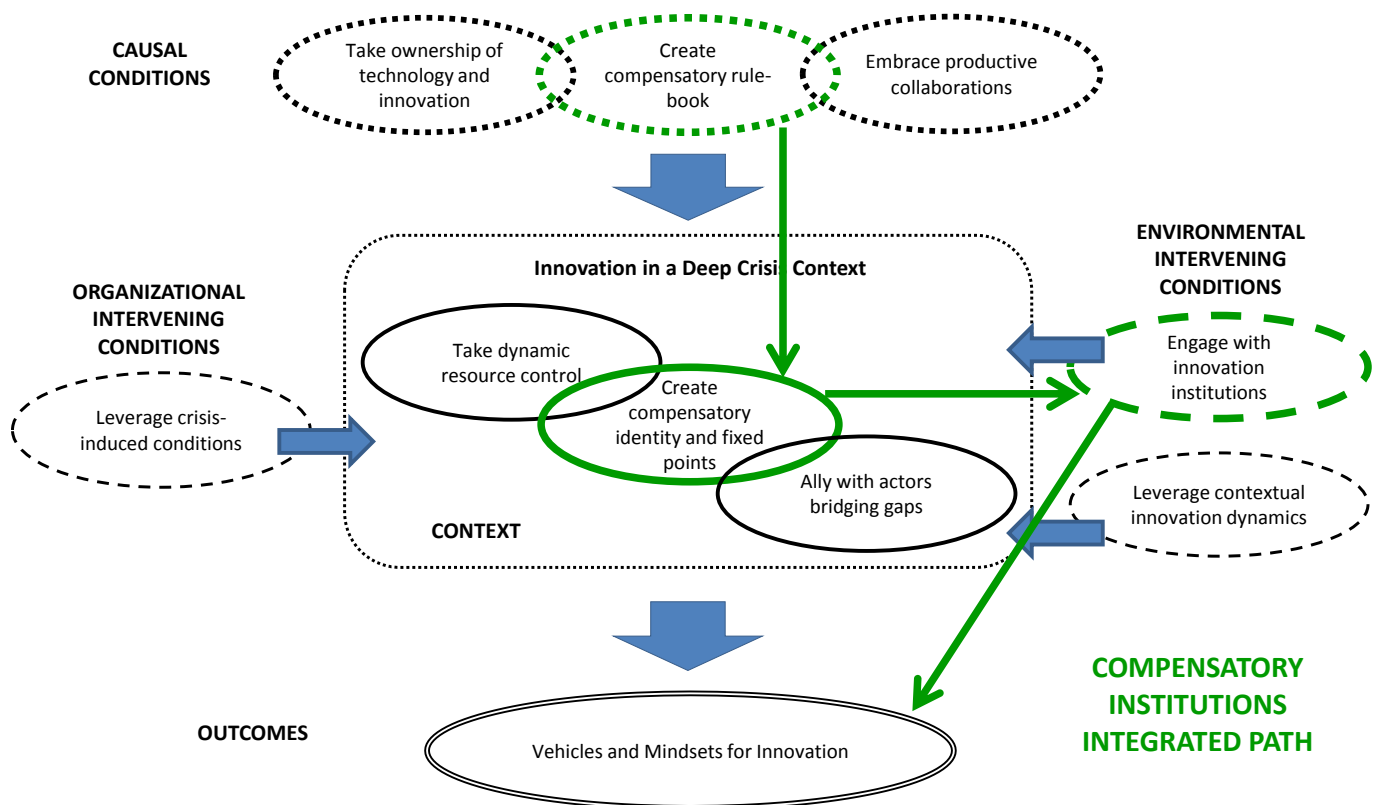 CAUSAL
CONDITIONS
Take ownership of
technology and
innovation
Create
compensatory rule-
book
Embrace productive
collaborations
ENVIRONMENTAL
INTERVENING
CONDITIONS
Innovation in a Deep Crisis Context
ORGANIZATIONAL
INTERVENING
CONDITIONS
Take dynamic
resource control
Engage with
innovation
institutions
Create
compensatory
identity and fixed
points
Leverage crisis-
induced conditions
Ally with actors
bridging gaps
Leverage contextual
innovation dynamics
CONTEXT
COMPENSATORY
INSTITUTIONS
INTEGRATED PATH
OUTCOMES
Vehicles and Mindsets for Innovation